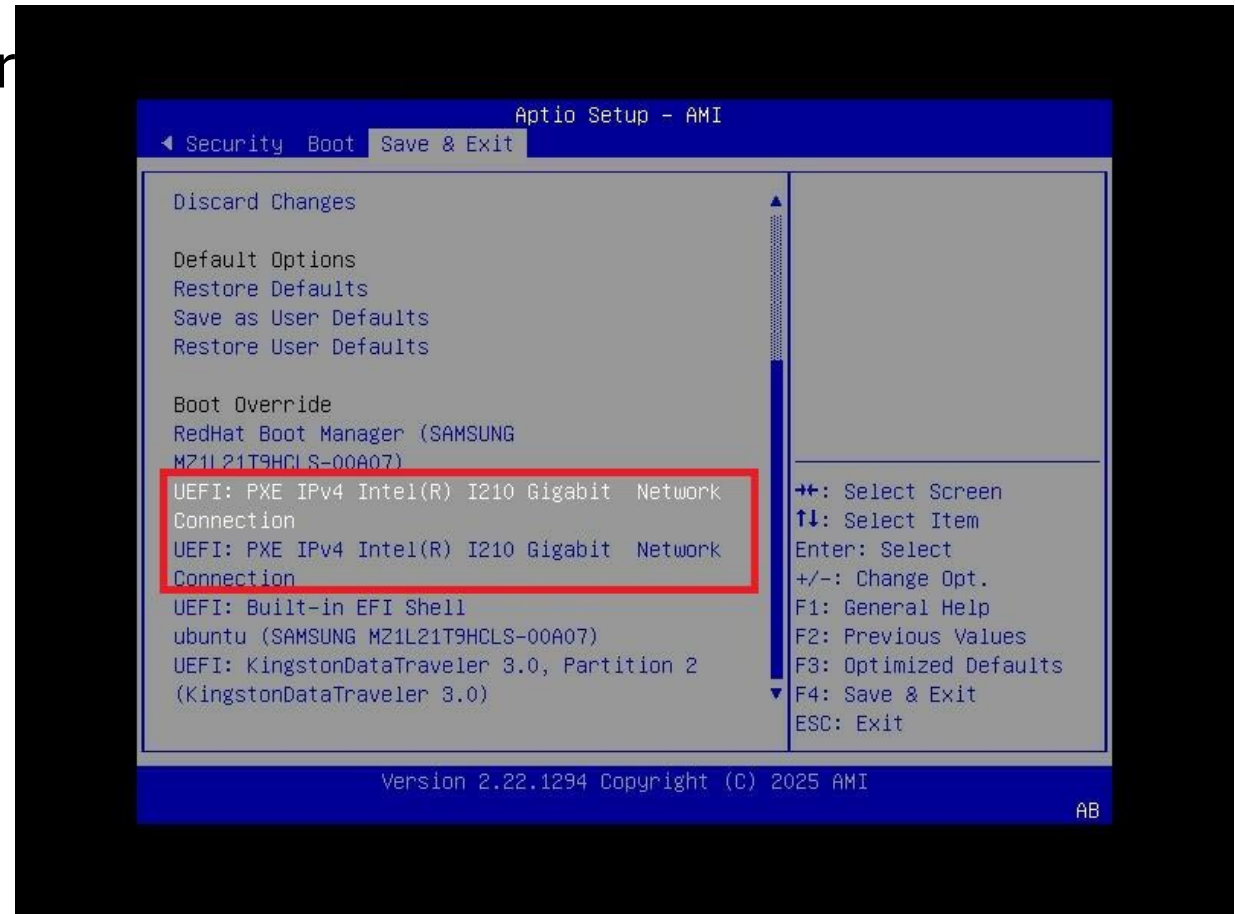 Aptio Setup – AMI
◄ Security Boot Save & Exit
Discard Changes
Default Options
Restore Defaults
Save as User Defaults
Restore User Defaults
Boot Override
RedHat Boot Manager (SAMSUNG
MZ1L21T9HCLS-00A07)
UEFI: PXE IPv4 Intel(R) I210 Gigabit  Network
Connection
UEFI: PXE IPv4 Intel(R) I210 Gigabit  Network
Connection
UEFI: Built-in EFI Shell
ubuntu (SAMSUNG MZ1L21T9HCLS-00A07)
UEFI: KingstonDataTraveler 3.0, Partition 2
(KingstonDataTraveler 3.0)
→←: Select Screen
↑↓: Select Item
Enter: Select
+/-: Change Opt.
F1: General Help
F2: Previous Values
F3: Optimized Defaults
F4: Save & Exit
ESC: Exit
Version 2.22.1294 Copyright (C) 2025 AMI
AB